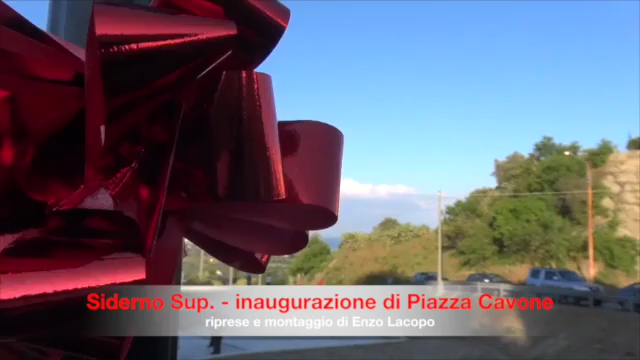 Siderno Sup. - inaugurazione di Piazza Cavone
riprese e montaggio di Enzo Lacopo